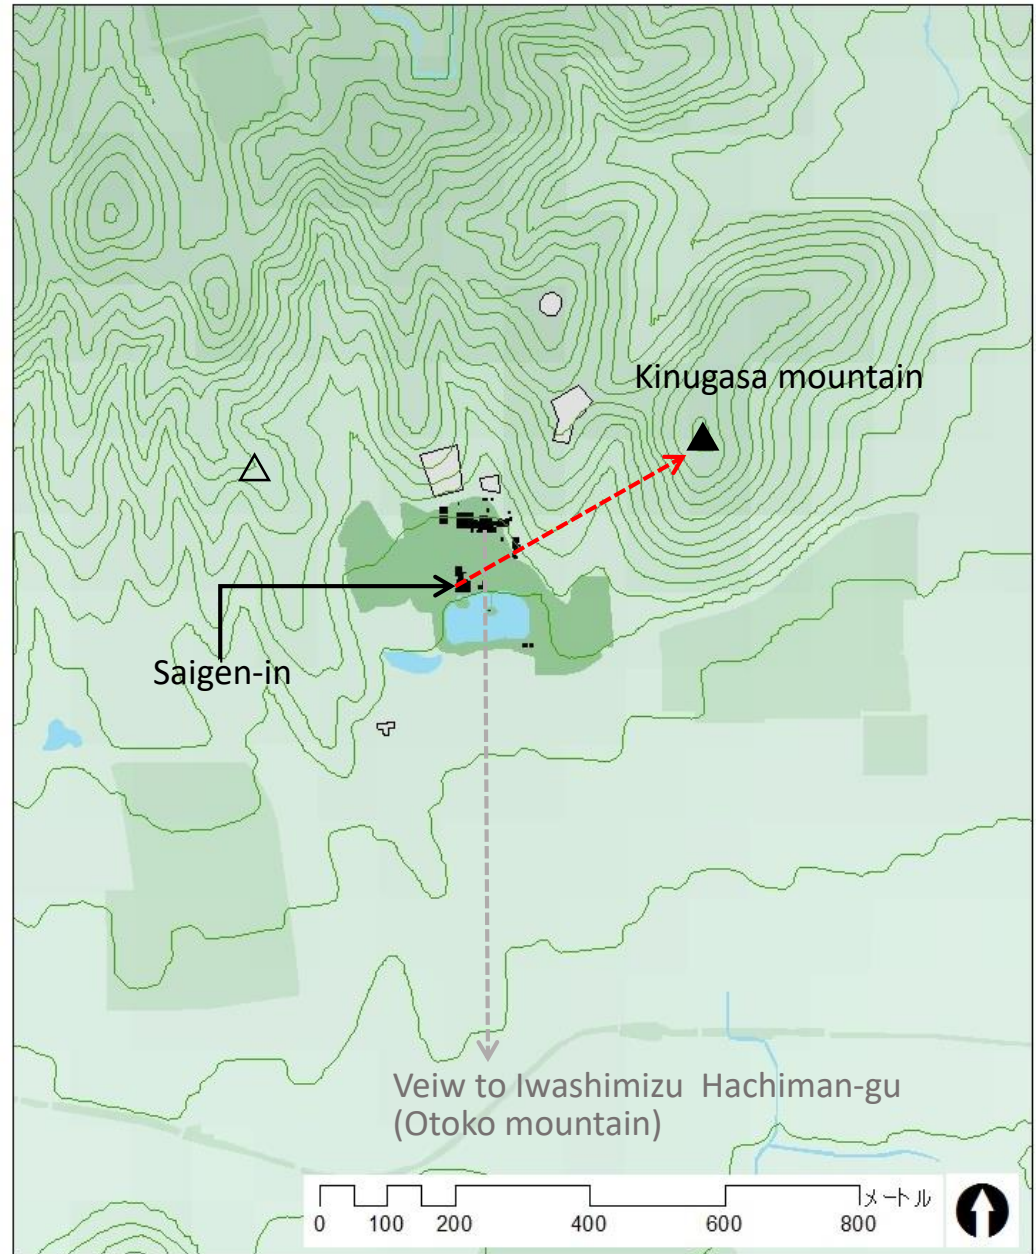 Kinugasa mountain
Saigen-in
Veiw to Iwashimizu Hachiman-gu
(Otoko mountain)
メートル
0 100 200 400 600 800